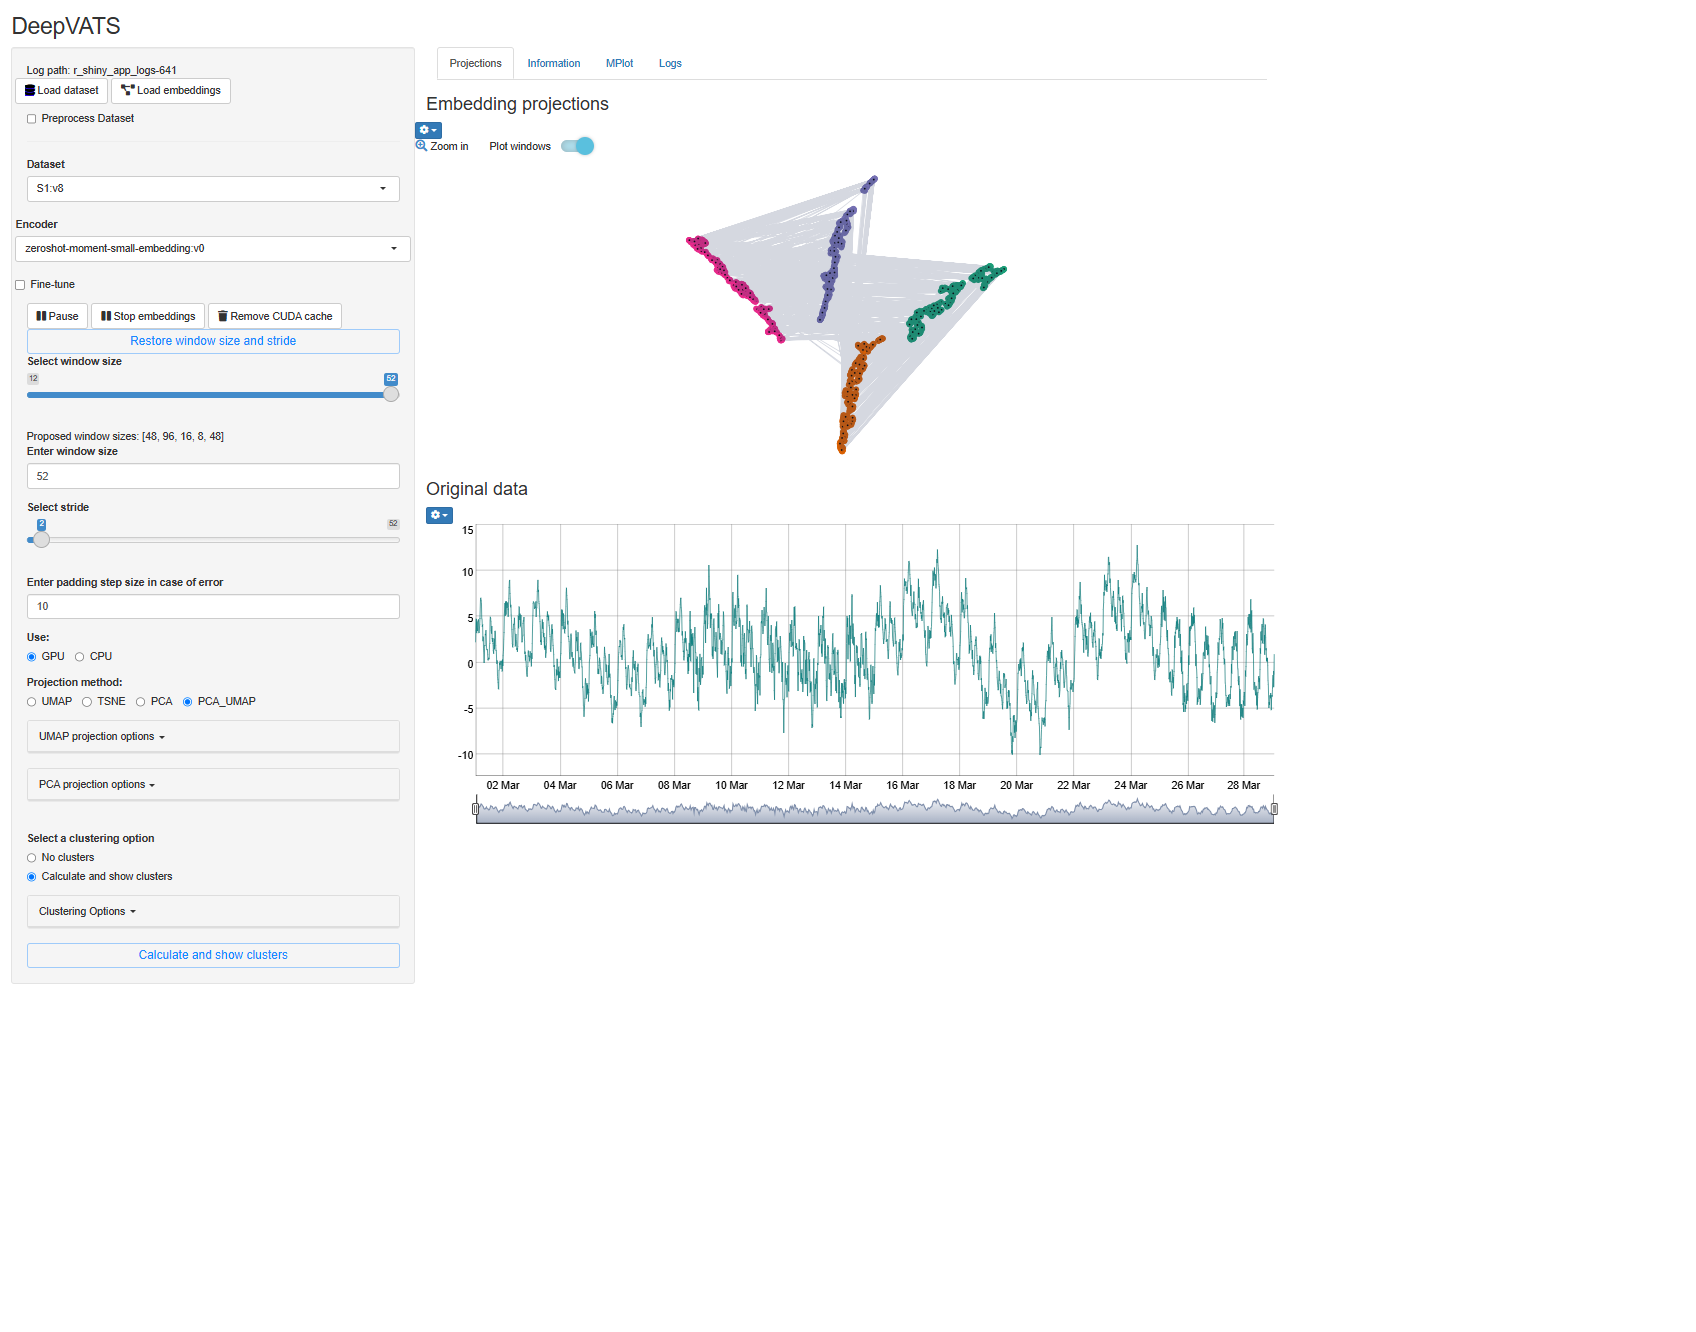 DeepVATS
Log path: r_shiny_app_logs-641
Load dataset
Load embeddings
Preprocess Dataset
Dataset
S1:v8
Encoder
zeroshot-moment-small-embedding:v0
Fine-tune
Pause
Stop embeddings
Remove CUDA cache
Restore window size and stride
Select window size
12
52
Proposed window sizes: [48, 96, 16, 8, 48]
Enter window size
52
Select stride
2
52
Enter padding step size in case of error
10
Use:
GPU
CPU
Projection method:
UMAP
TSNE
PCA
PCA_UMAP
UMAP projection options
PCA projection options
Select a clustering option
No clusters
Calculate and show clusters
Clustering Options
Calculate and show clusters
Projections
Information
MPlot
Logs
Embedding projections
Zoom in
Plot windows
Original data
15
10
5
0
-5
-10
02 Mar
04 Mar
06 Mar
08 Mar
10 Mar
12 Mar
14 Mar
16 Mar
18 Mar
20 Mar
22 Mar
24 Mar
26 Mar
28 Mar